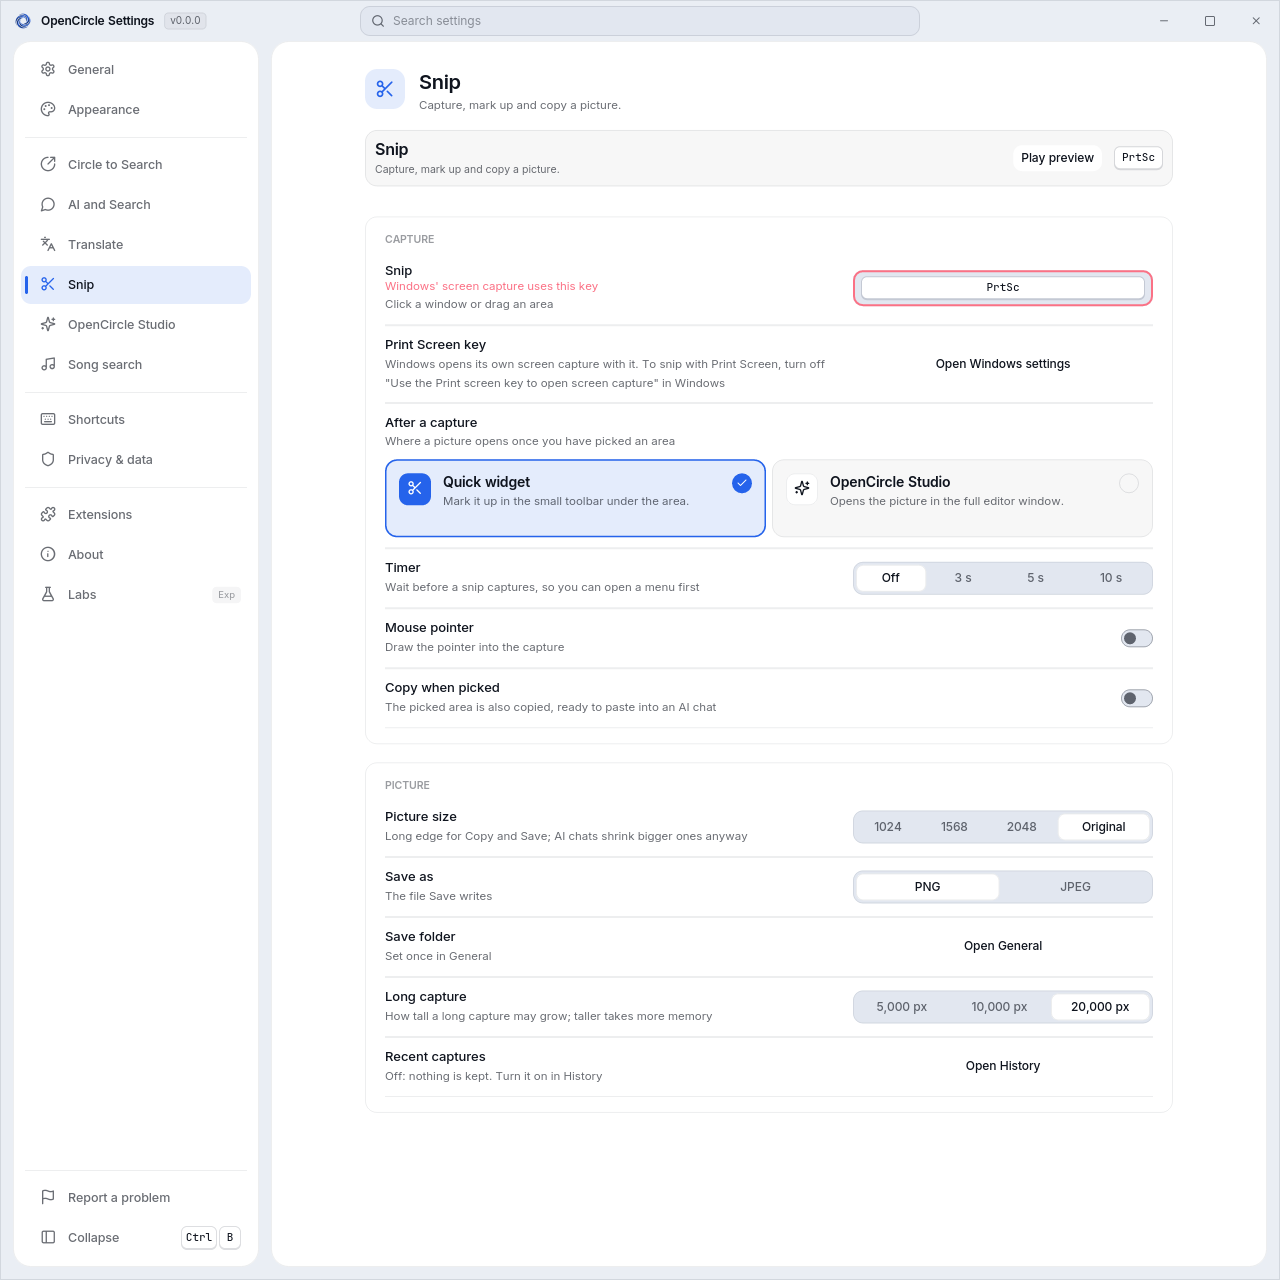 OpenCircle Settings v0.0.0
Search settings
General
Appearance
Circle to Search
AI and Search
Translate
Snip
OpenCircle Studio
Song search
Shortcuts
Privacy & data
Extensions
About
Labs Exp
Report a problem
Collapse Ctrl B
Snip
Capture, mark up and copy a picture.
Snip
Capture, mark up and copy a picture.
Play preview PrtSc
CAPTURE
Snip
Windows' screen capture uses this key
Click a window or drag an area
PrtSc
Print Screen key
Windows opens its own screen capture with it. To snip with Print Screen, turn off
"Use the Print screen key to open screen capture" in Windows
Open Windows settings
After a capture
Where a picture opens once you have picked an area
Quick widget
Mark it up in the small toolbar under the area.
OpenCircle Studio
Opens the picture in the full editor window.
Timer
Wait before a snip captures, so you can open a menu first
Off 3 s 5 s 10 s
Mouse pointer
Draw the pointer into the capture
Copy when picked
The picked area is also copied, ready to paste into an AI chat
PICTURE
Picture size
Long edge for Copy and Save; AI chats shrink bigger ones anyway
1024 1568 2048 Original
Save as
The file Save writes
PNG JPEG
Save folder
Set once in General
Open General
Long capture
How tall a long capture may grow; taller takes more memory
5,000 px 10,000 px 20,000 px
Recent captures
Off: nothing is kept. Turn it on in History
Open History